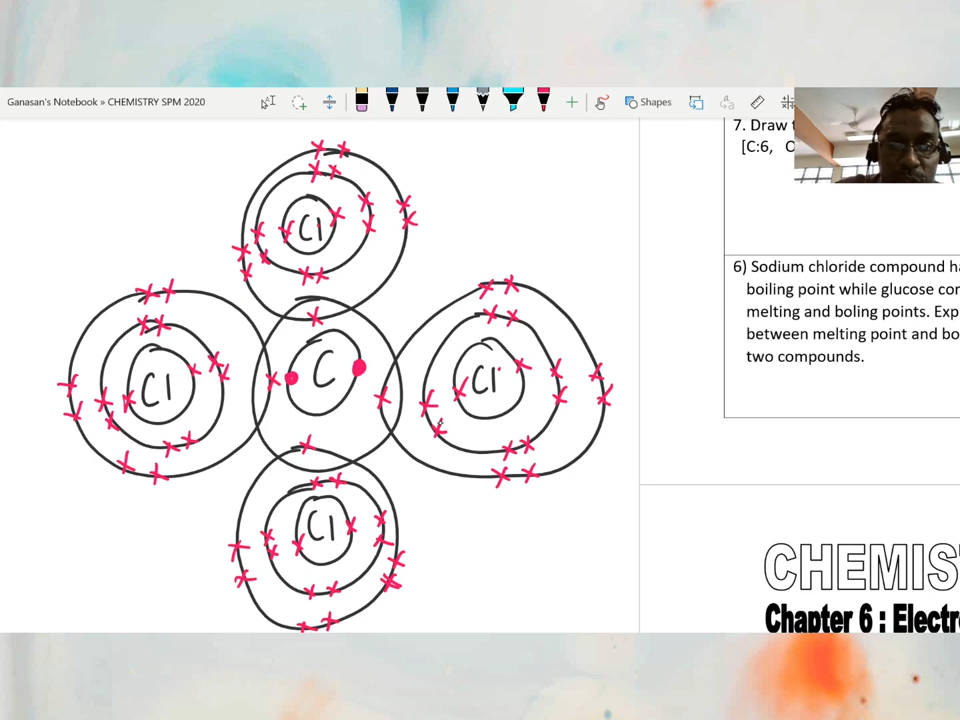 Ganasan's Notebook » CHEMISTRY SPM 2020
Shapes
7. Draw t
[C:6, O
Cl
Cl
C
Cl
Cl
6) Sodium chloride compound ha
boiling point while glucose con
melting and boling points. Exp
between melting point and bo
two compounds.
CHEMIS
Chapter 6 : Electro